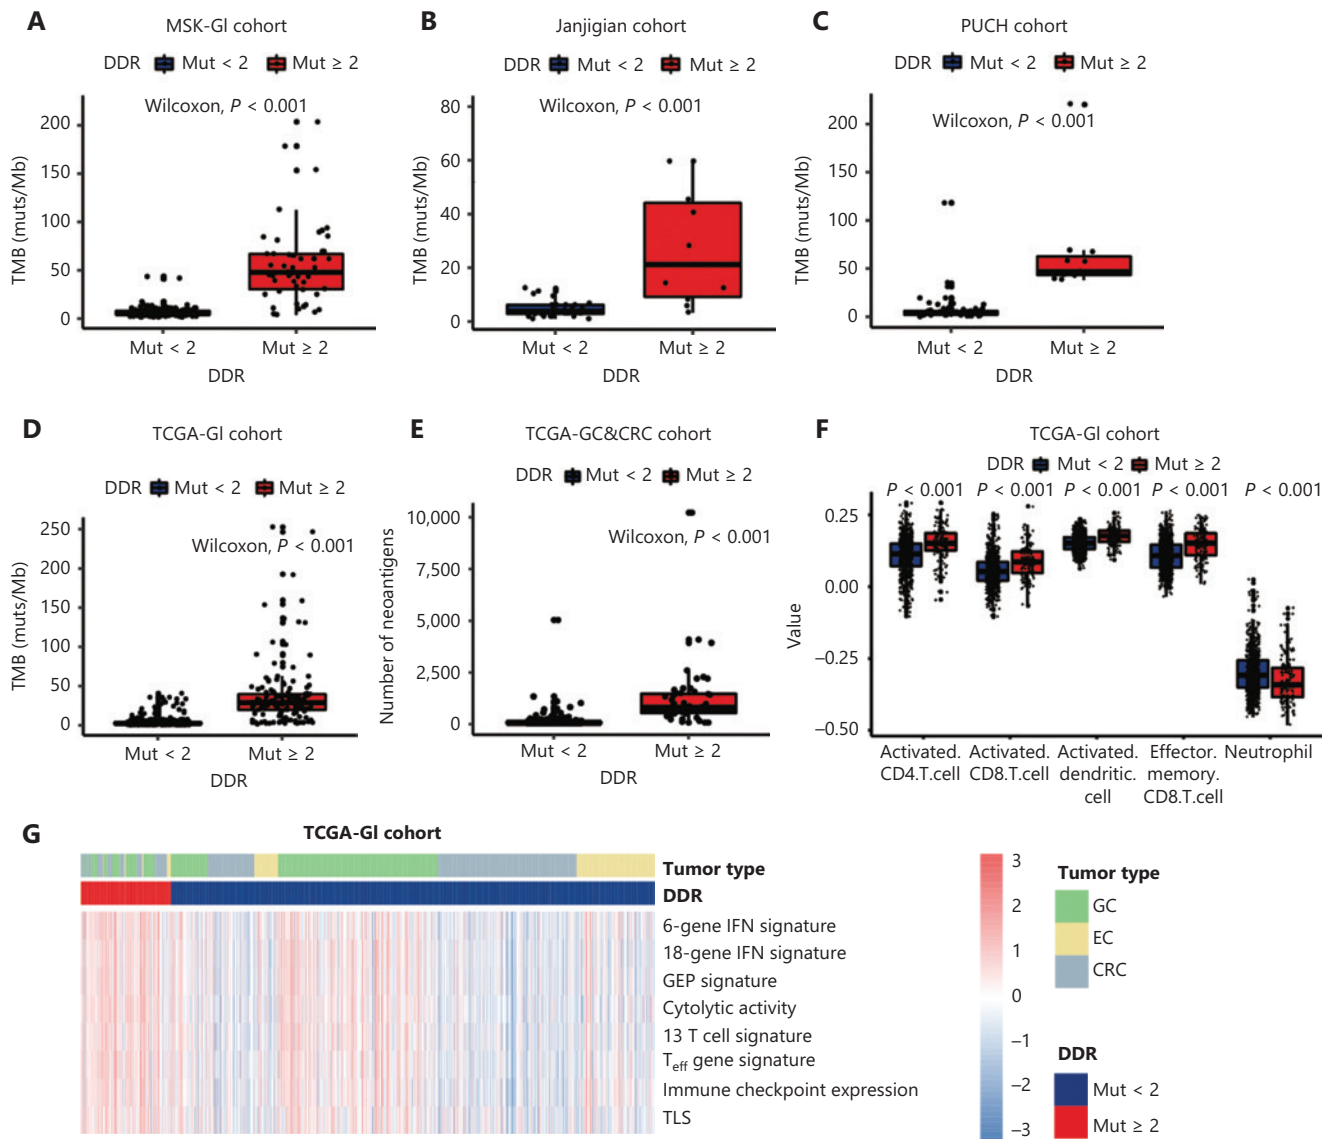 A
MSK-GI cohort
DDR Mut < 2 Mut ≥ 2
Wilcoxon, P < 0.001
TMB (muts/Mb)
200
150
100
50
0
Mut < 2 Mut ≥ 2
DDR
B
Janjigian cohort
DDR Mut < 2 Mut ≥ 2
Wilcoxon, P < 0.001
TMB (muts/Mb)
80
60
40
20
0
Mut < 2 Mut ≥ 2
DDR
C
PUCH cohort
DDR Mut < 2 Mut ≥ 2
Wilcoxon, P < 0.001
TMB (muts/Mb)
200
150
100
50
0
Mut < 2 Mut ≥ 2
DDR
D
TCGA-GI cohort
DDR Mut < 2 Mut ≥ 2
Wilcoxon, P < 0.001
TMB (muts/Mb)
250
200
150
100
50
0
Mut < 2 Mut ≥ 2
DDR
E
TCGA-GC&CRC cohort
DDR Mut < 2 Mut ≥ 2
Wilcoxon, P < 0.001
Number of neoantigens
10,000
7,500
5,000
2,500
0
Mut < 2 Mut ≥ 2
DDR
F
TCGA-GI cohort
DDR Mut < 2 Mut ≥ 2
P < 0.001 P < 0.001 P < 0.001 P < 0.001 P < 0.001
Value
0.25
0.00
−0.25
−0.50
Activated.
CD4.T.cell
Activated.
CD8.T.cell
Activated.
dendritic.
cell
Effector.
memory.
CD8.T.cell
Neutrophil
G
TCGA-GI cohort
Tumor type
DDR
6-gene IFN signature
18-gene IFN signature
GEP signature
Cytolytic activity
13 T cell signature
Teff gene signature
Immune checkpoint expression
TLS
3
2
1
0
−1
−2
−3
Tumor type
GC
EC
CRC
DDR
Mut < 2
Mut ≥ 2